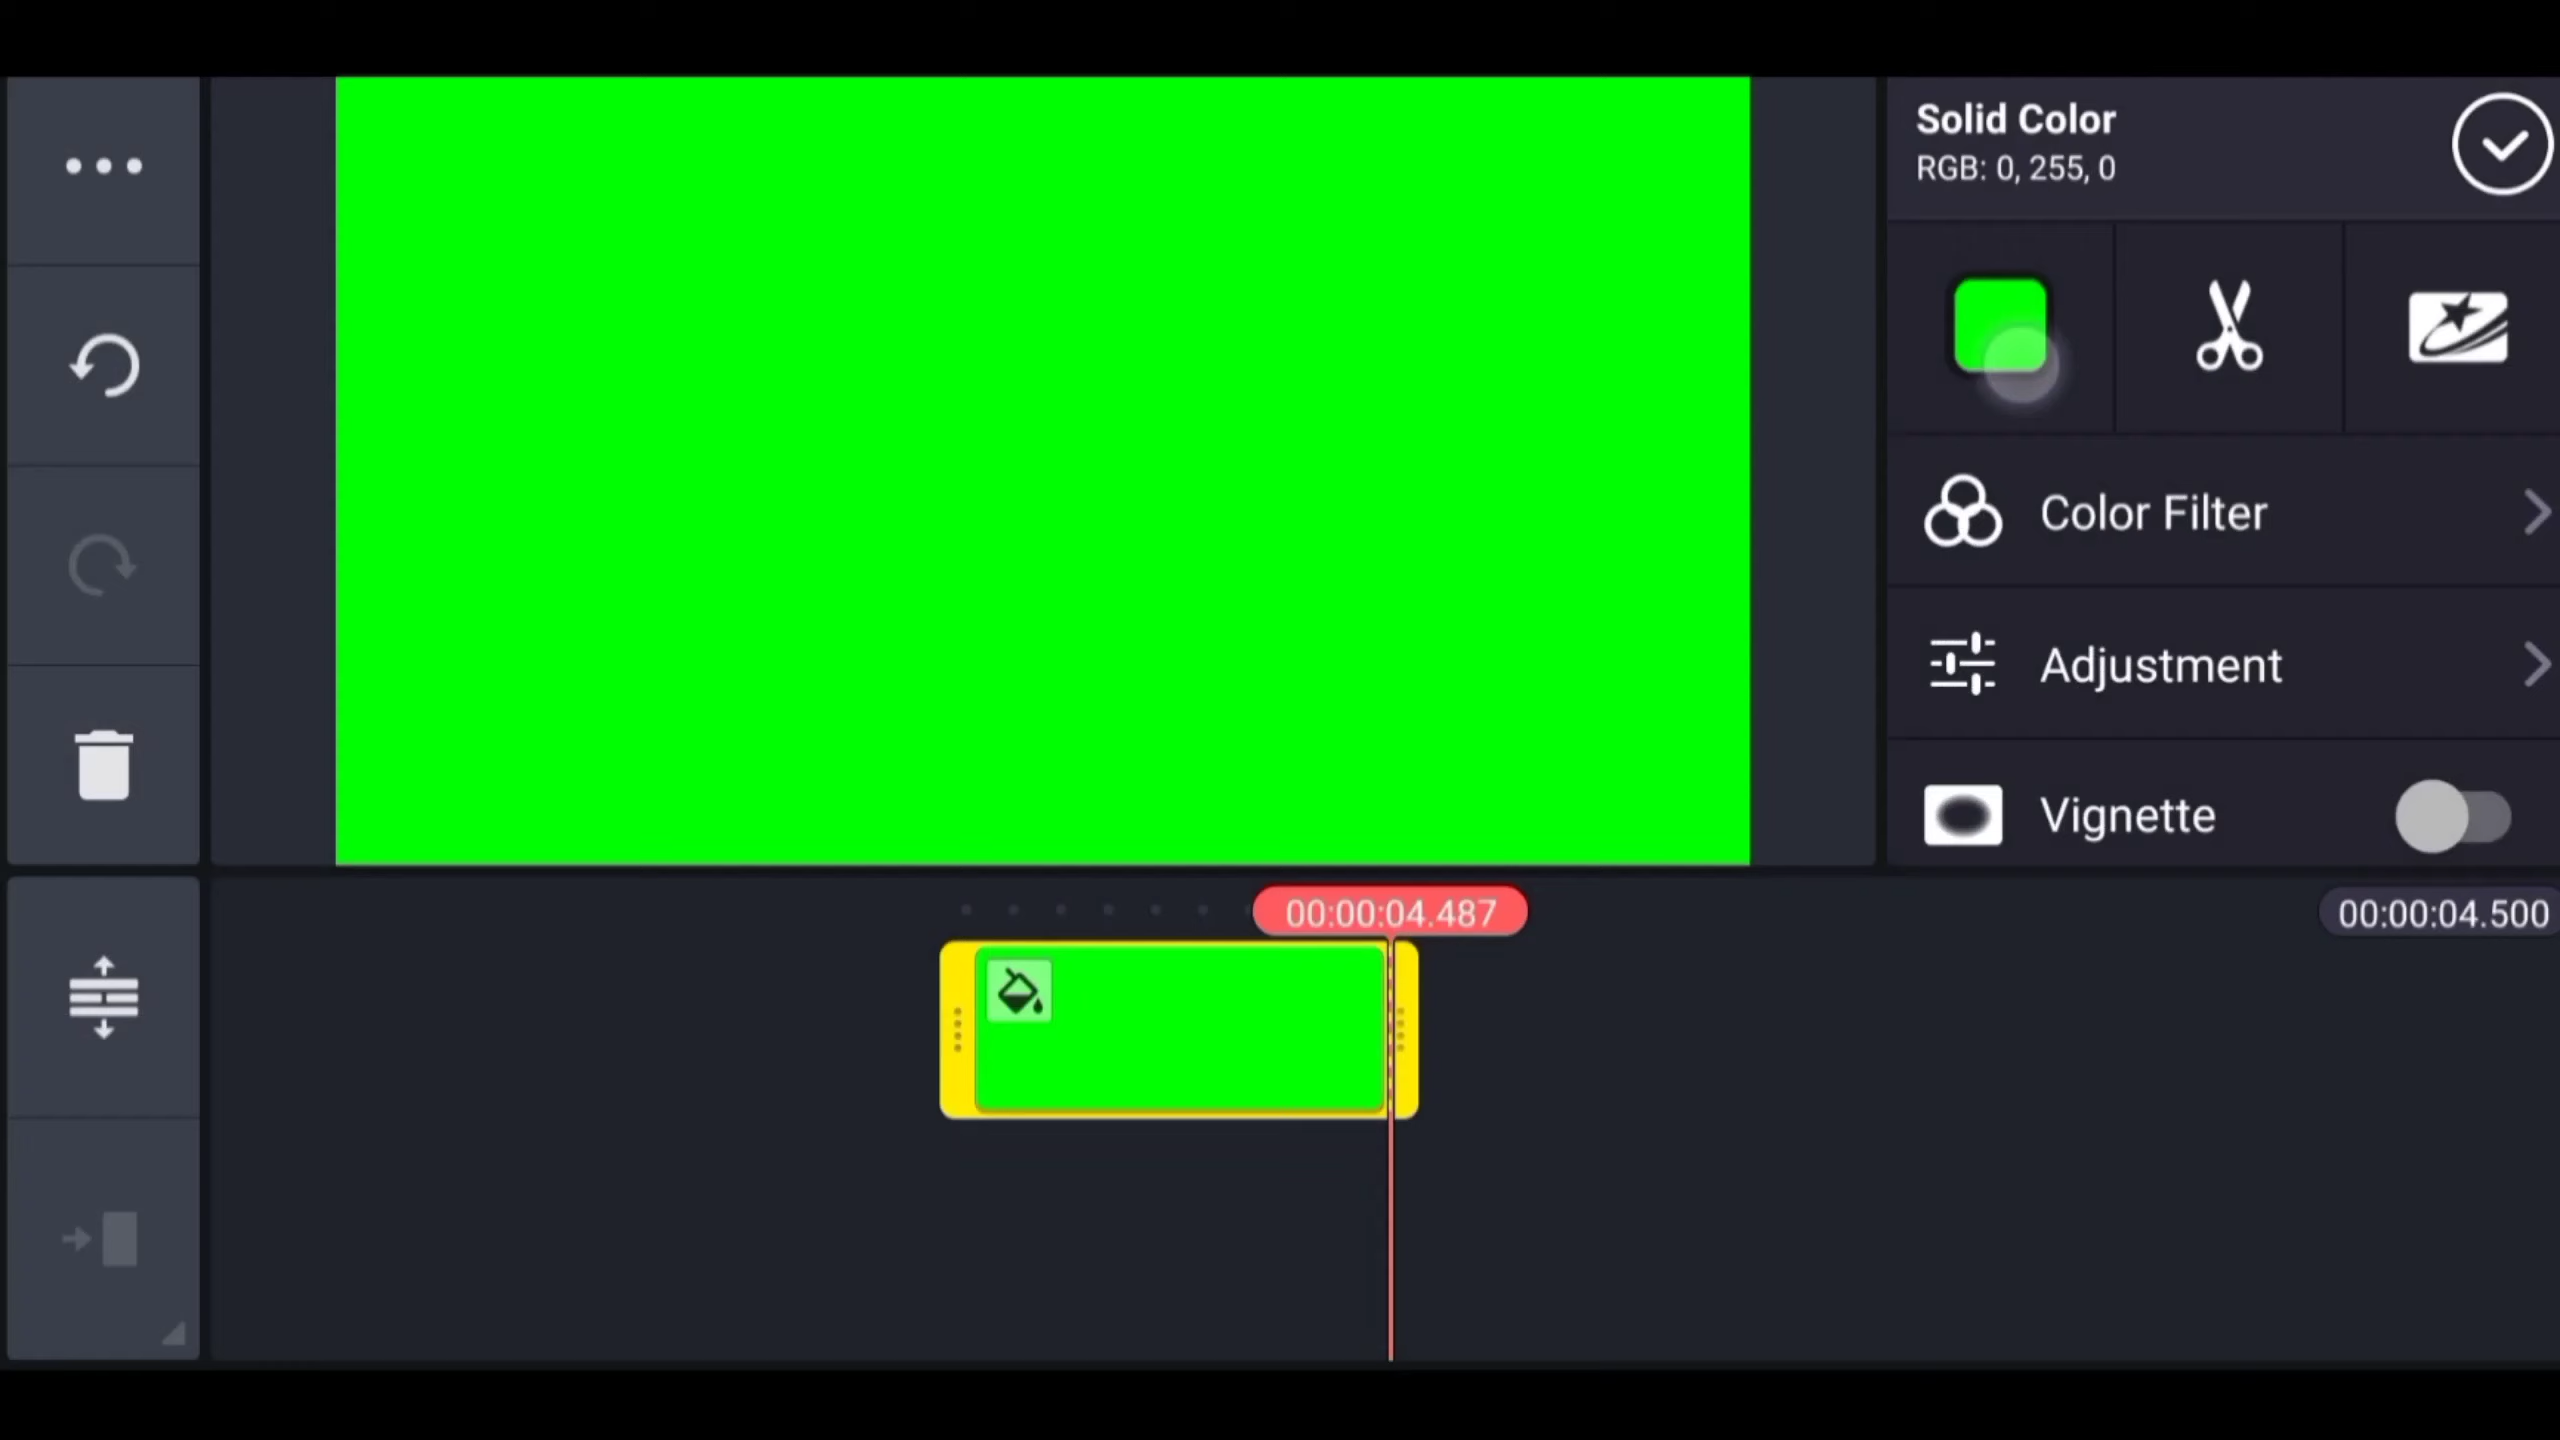 Solid Color
RGB: 0, 255, 0
Color Filter
Adjustment
Vignette
00:00:04.487
00:00:04.500